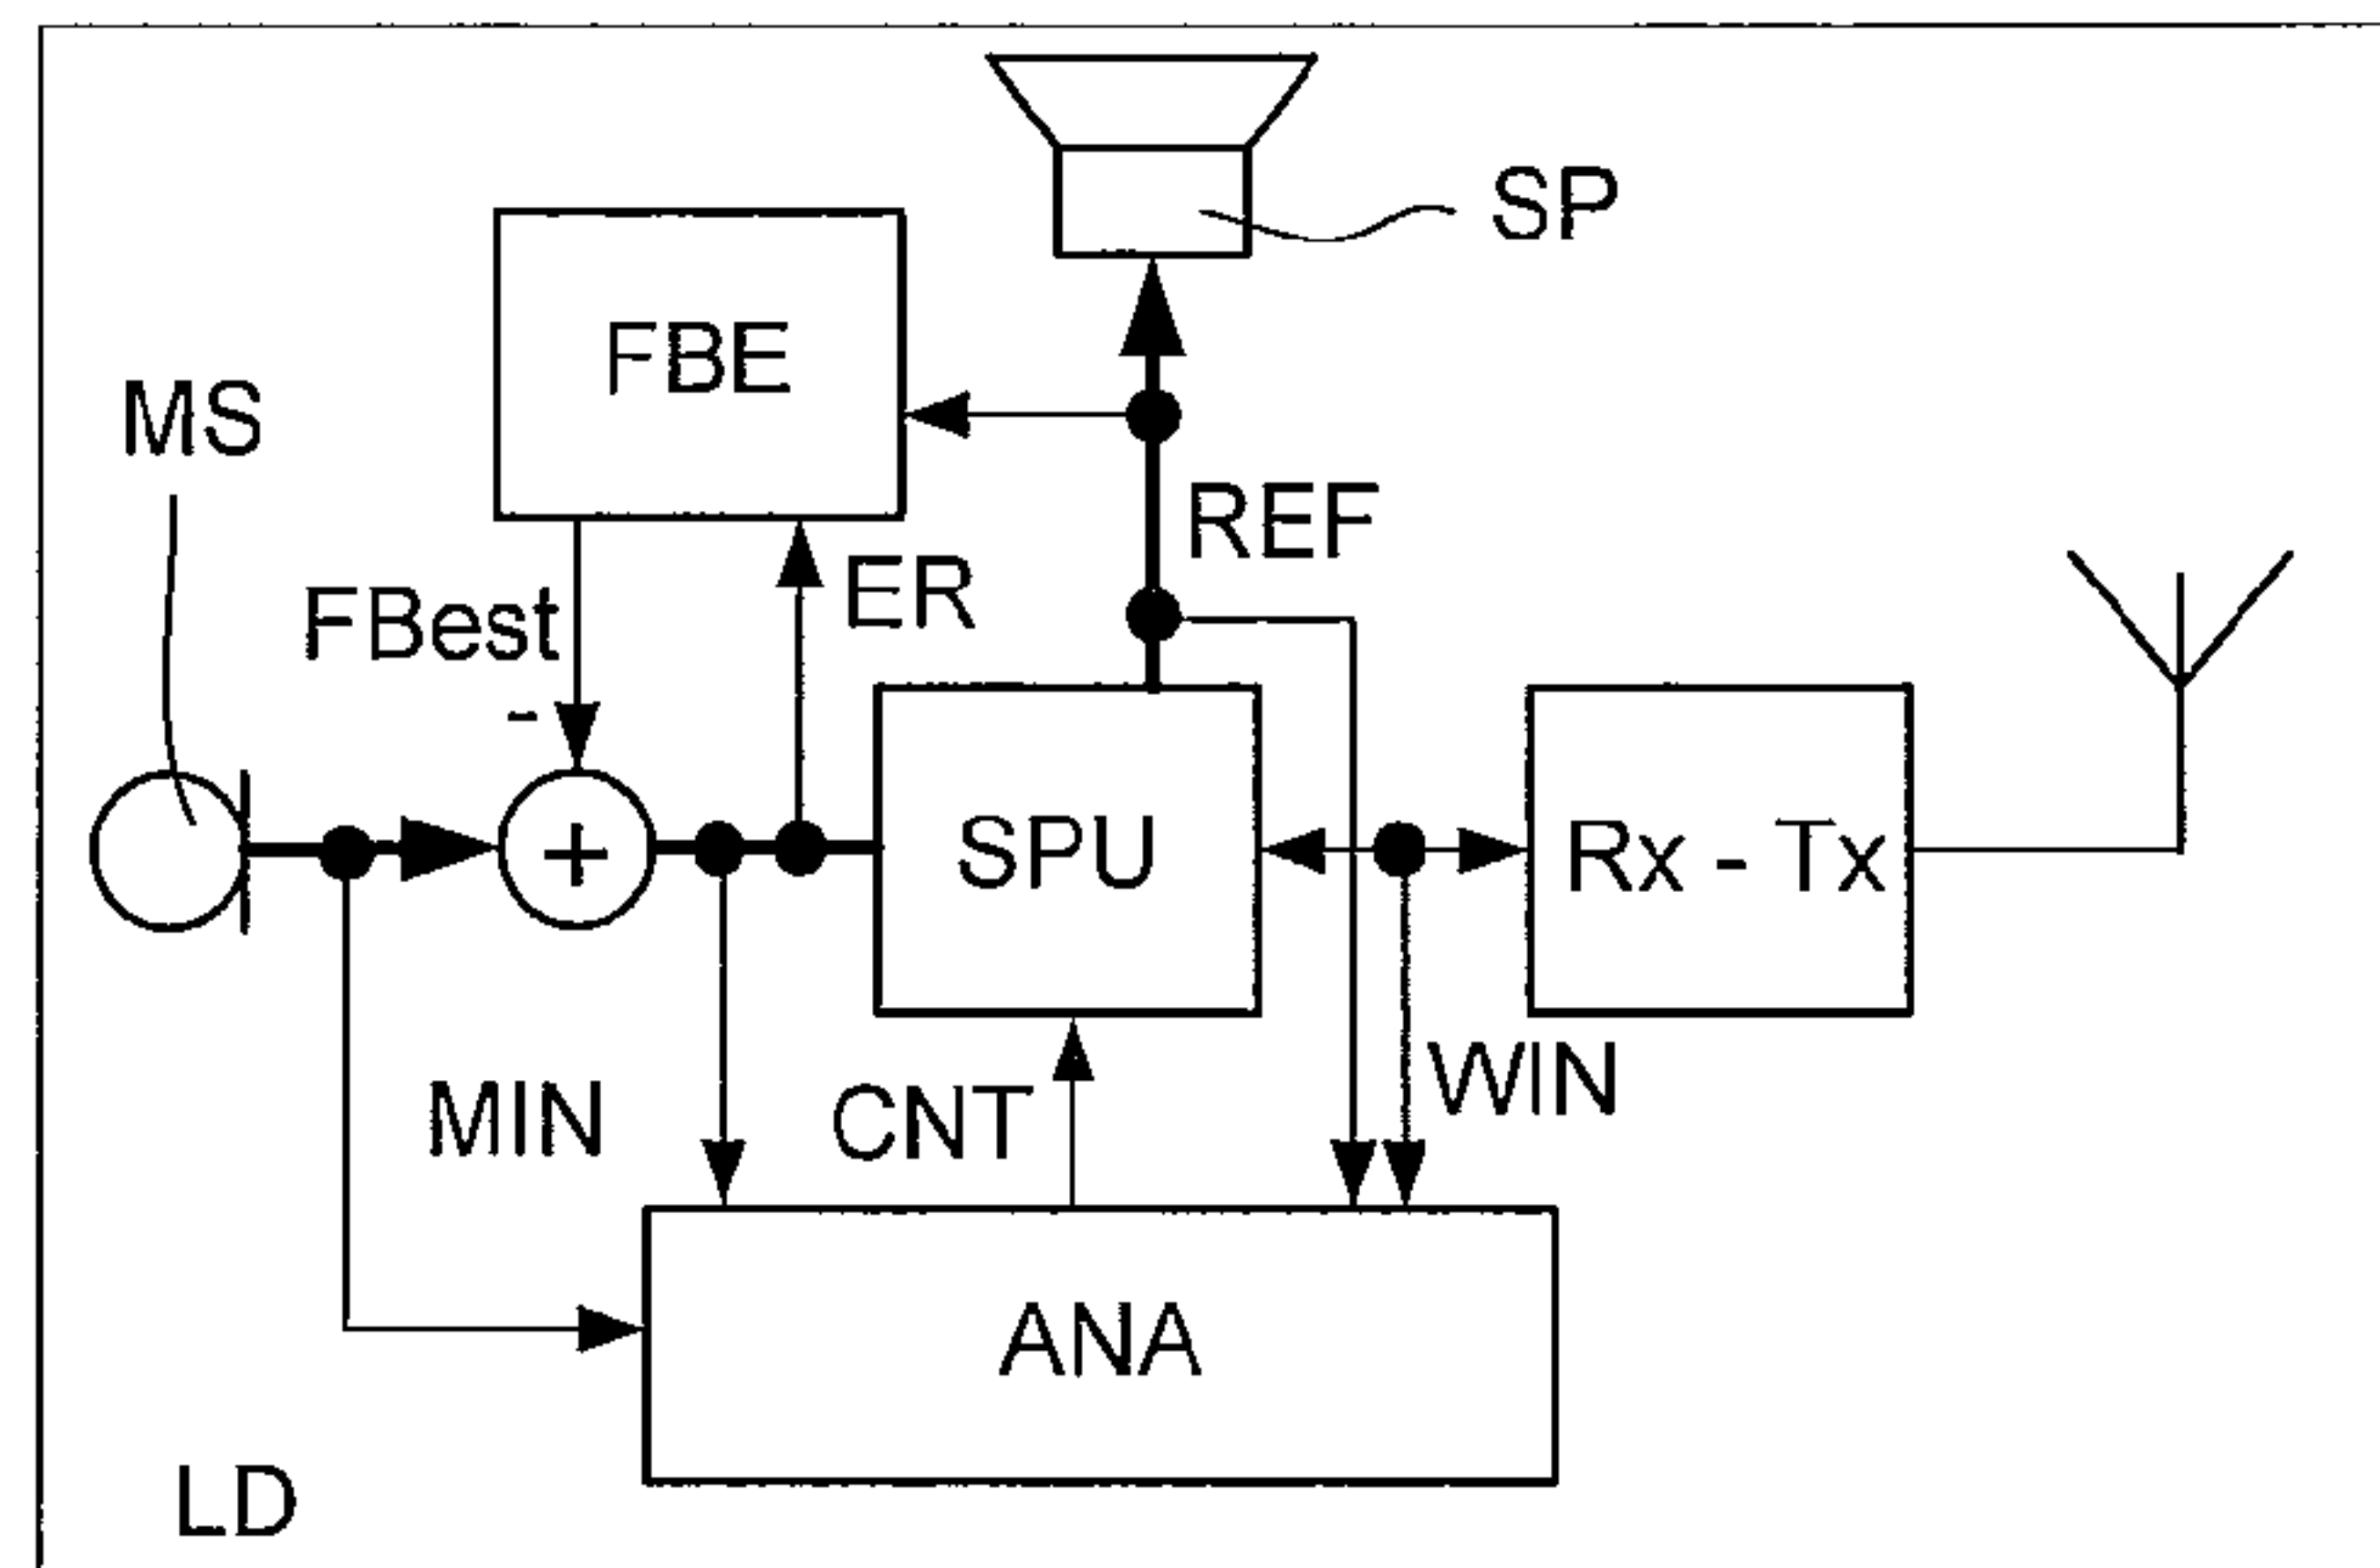 SP
FBE
MS
REF
ER
FBest
-
+
SPU
Rx - Tx
WIN
MIN
CNT
ANA
LD